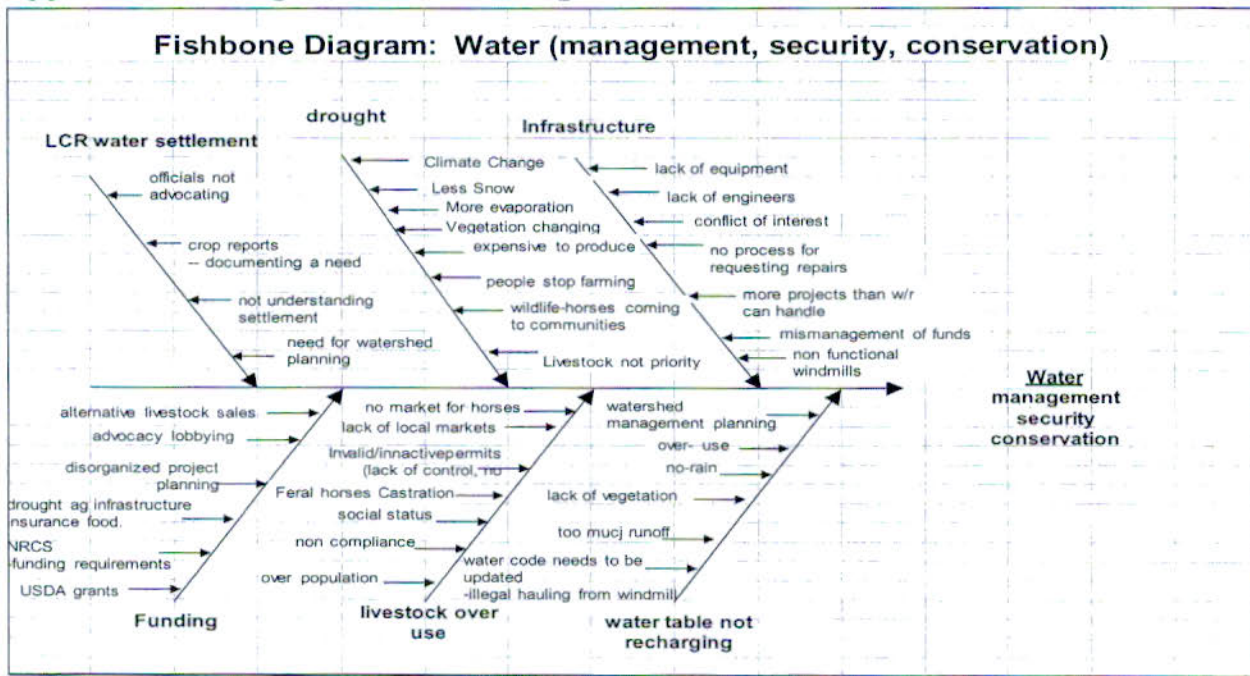 Fishbone Diagram: Water (management, security, conservation)
LCR water settlement
officials not
advocating
crop reports
-- documenting a need
not understanding
settlement
need for watershed
planning
drought
Climate Change
Less Snow
More evaporation
Vegetation changing
expensive to produce
people stop farming
wildlife-horses coming
to communities
Livestock not priority
Infrastructure
lack of equipment
lack of engineers
conflict of interest
no process for
requesting repairs
more projects than w/r
can handle
mismanagement of funds
non functional
windmills
Water
management
security
conservation
alternative livestock sales
advocacy lobbying
disorganized project
planning
drought ag infrastructure
insurance food.
NRCS
-funding requirements
USDA grants
Funding
no market for horses
lack of local markets
Invalid/innactivepermits
(lack of control, no
Feral horses Castration
social status
non compliance
over population
livestock over
use
watershed
management planning
over- use
no-rain
lack of vegetation
too mucj runoff
water code needs to be
updated
-illegal hauling from windmill
water table not
recharging